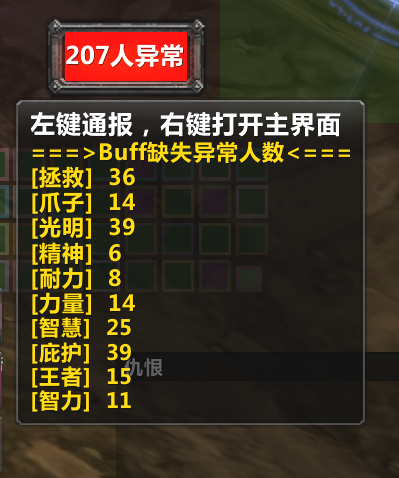 207人异常
左键通报，右键打开主界面
===>Buff缺失异常人数<===
[拯救] 36
[爪子] 14
[光明] 39
[精神] 6
[耐力] 8
[力量] 14
[智慧] 25
[庇护] 39
仇恨
[王者] 15
[智力] 11